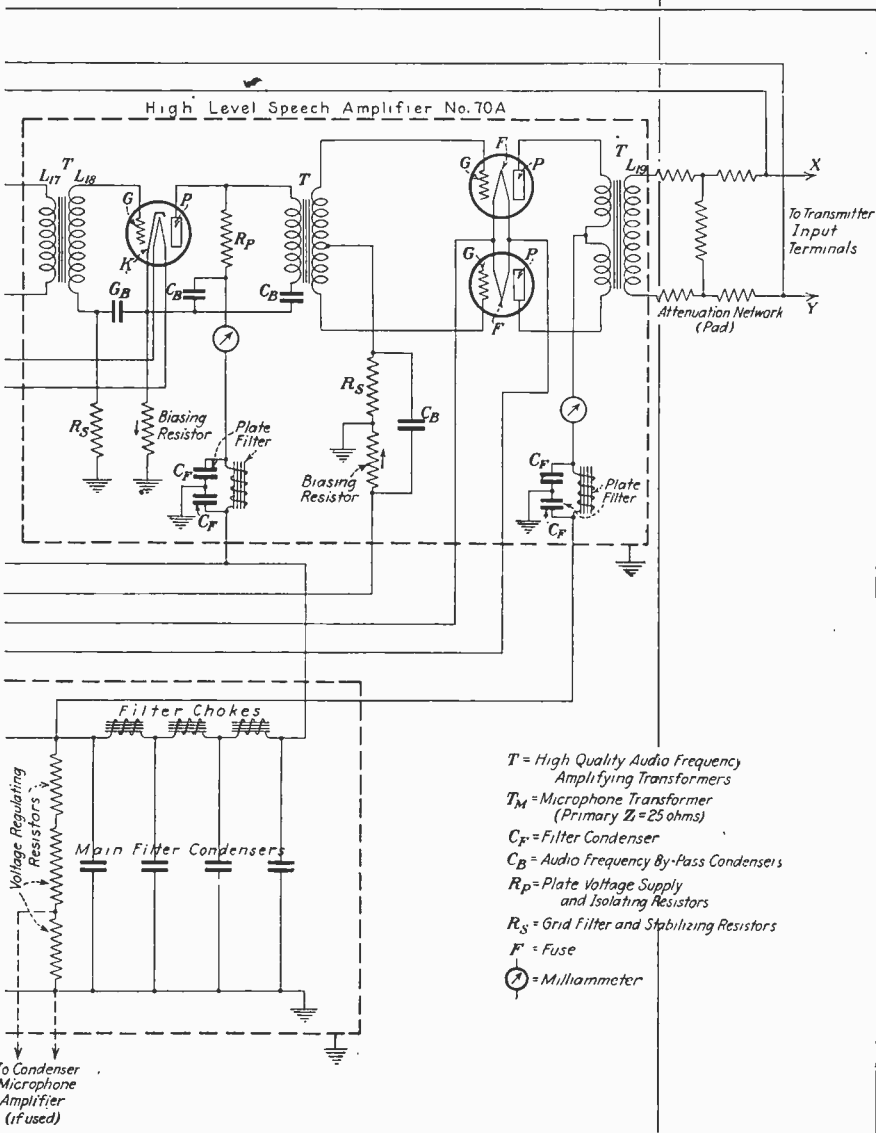 High Level Speech Amplifier No. 70A
L17 T L18
G
P
K
GB
RS
Biasing
Resistor
RP
CB
CB
T
Plate
Filter
CF
CF
RS
CB
Biasing
Resistor
F
G
P
G
P
F
T
L19
X
To Transmitter
Input
Terminals
Y
Attenuation Network
(Pad)
CF
Plate
Filter
CF
Filter Chokes
Voltage Regulating
Resistors
Main Filter Condensers
To Condenser
Microphone
Amplifier
(if used)
T = High Quality Audio Frequency
Amplifying Transformers
TM = Microphone Transformer
(Primary Z = 25 ohms)
CF = Filter Condenser
CB = Audio Frequency By-Pass Condensers
RP = Plate Voltage Supply
and Isolating Resistors
RS = Grid Filter and Stabilizing Resistors
F = Fuse
= Milliammeter